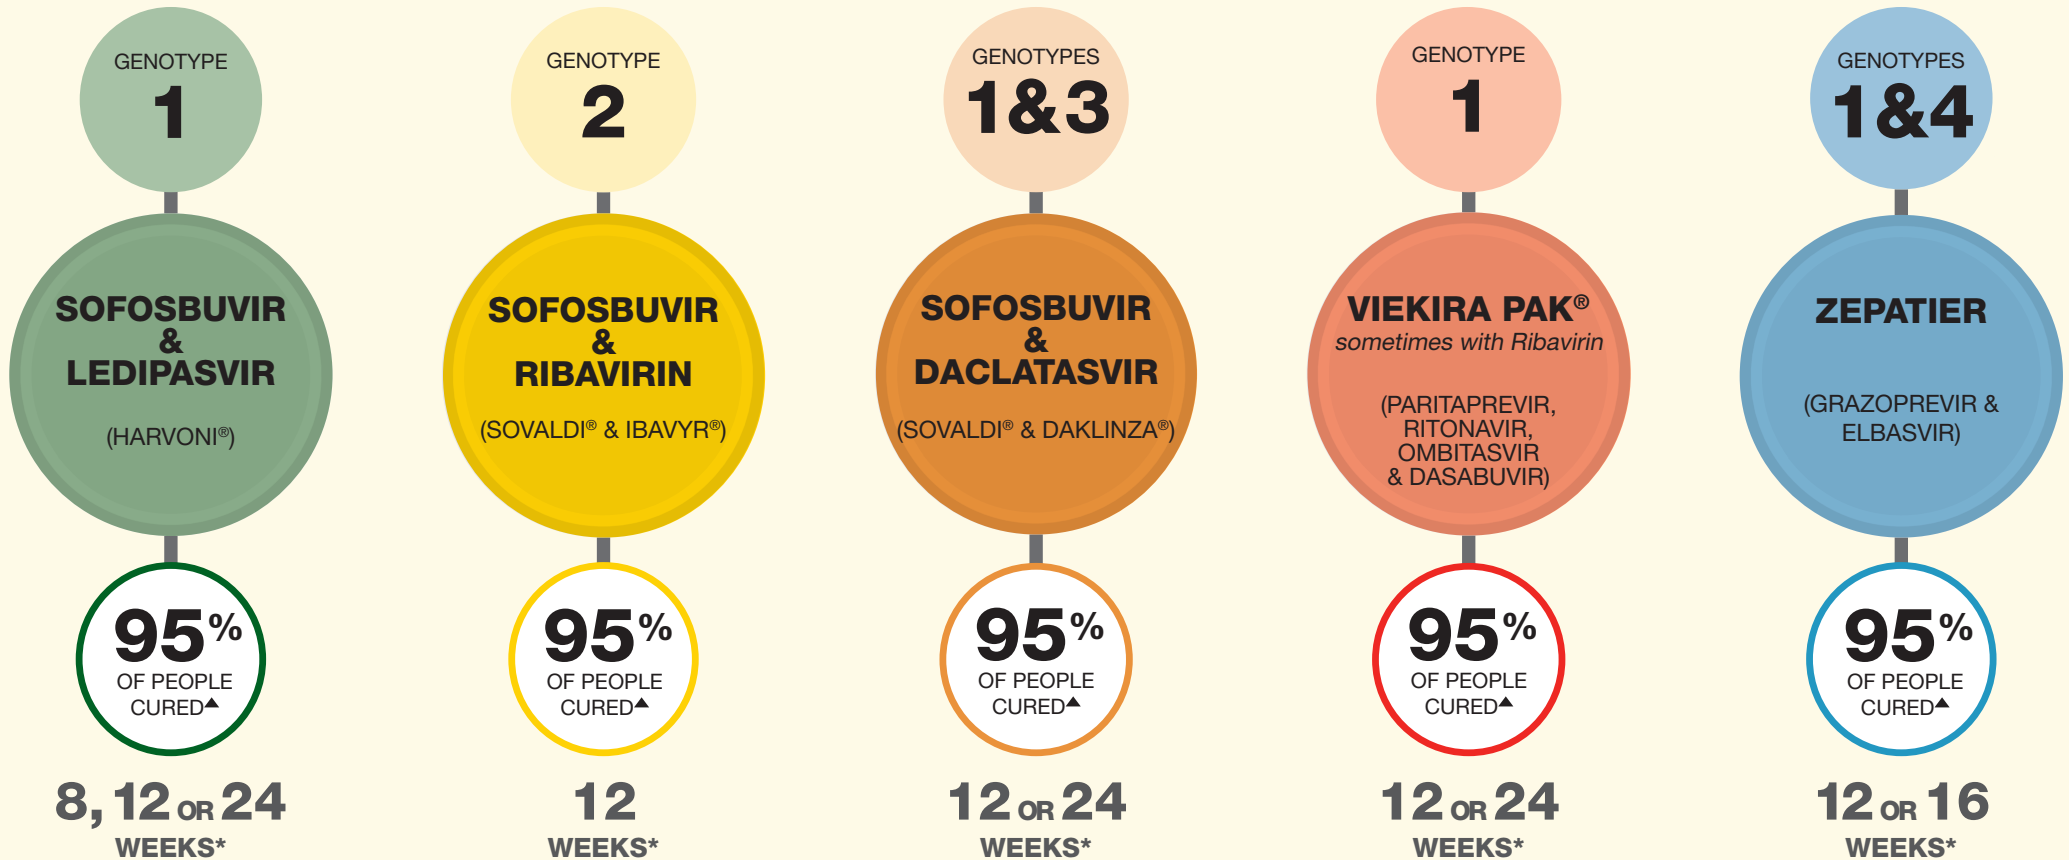 GENOTYPE
1
SOFOSBUVIR
&
LEDIPASVIR
(HARVONI®)
95%
OF PEOPLE
CURED▲
8, 12 OR 24
WEEKS*
GENOTYPE
2
SOFOSBUVIR
&
RIBAVIRIN
(SOVALDI® & IBAVYR®)
95%
OF PEOPLE
CURED▲
12
WEEKS*
GENOTYPES
1&3
SOFOSBUVIR
&
DACLATASVIR
(SOVALDI® & DAKLINZA®)
95%
OF PEOPLE
CURED▲
12 OR 24
WEEKS*
GENOTYPE
1
VIEKIRA PAK®
sometimes with Ribavirin
(PARITAPREVIR,
RITONAVIR,
OMBITASVIR
& DASABUVIR)
95%
OF PEOPLE
CURED▲
12 OR 24
WEEKS*
GENOTYPES
1&4
ZEPATIER
(GRAZOPREVIR &
ELBASVIR)
95%
OF PEOPLE
CURED▲
12 OR 16
WEEKS*